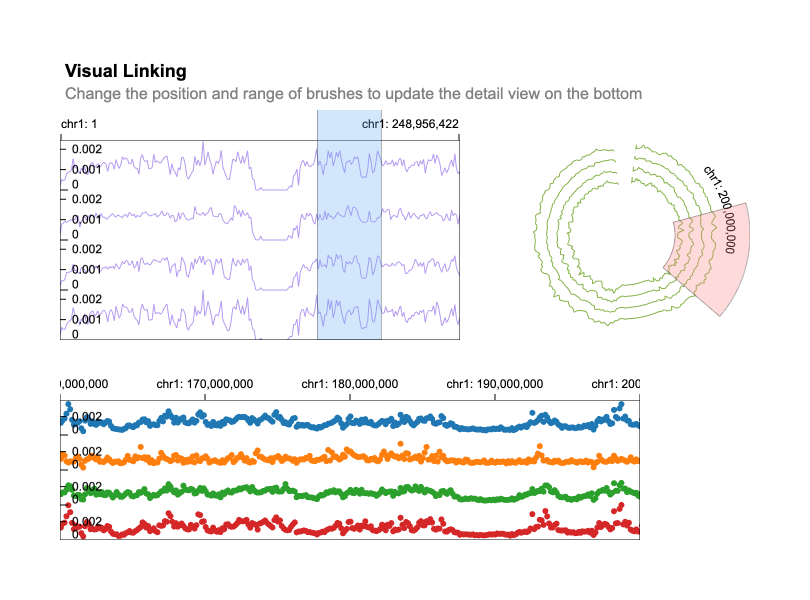 Visual Linking
Change the position and range of brushes to update the detail view on the bottom
chr1: 1
chr1: 248,956,422
0.002
0.001
0
0.002
0.001
0
0.002
0.001
0
0.002
0.001
0
chr1: 200,000,000
0,000,000
chr1: 170,000,000
chr1: 180,000,000
chr1: 190,000,000
chr1: 200
0.002
0
0.002
0
0.002
0
0.002
0